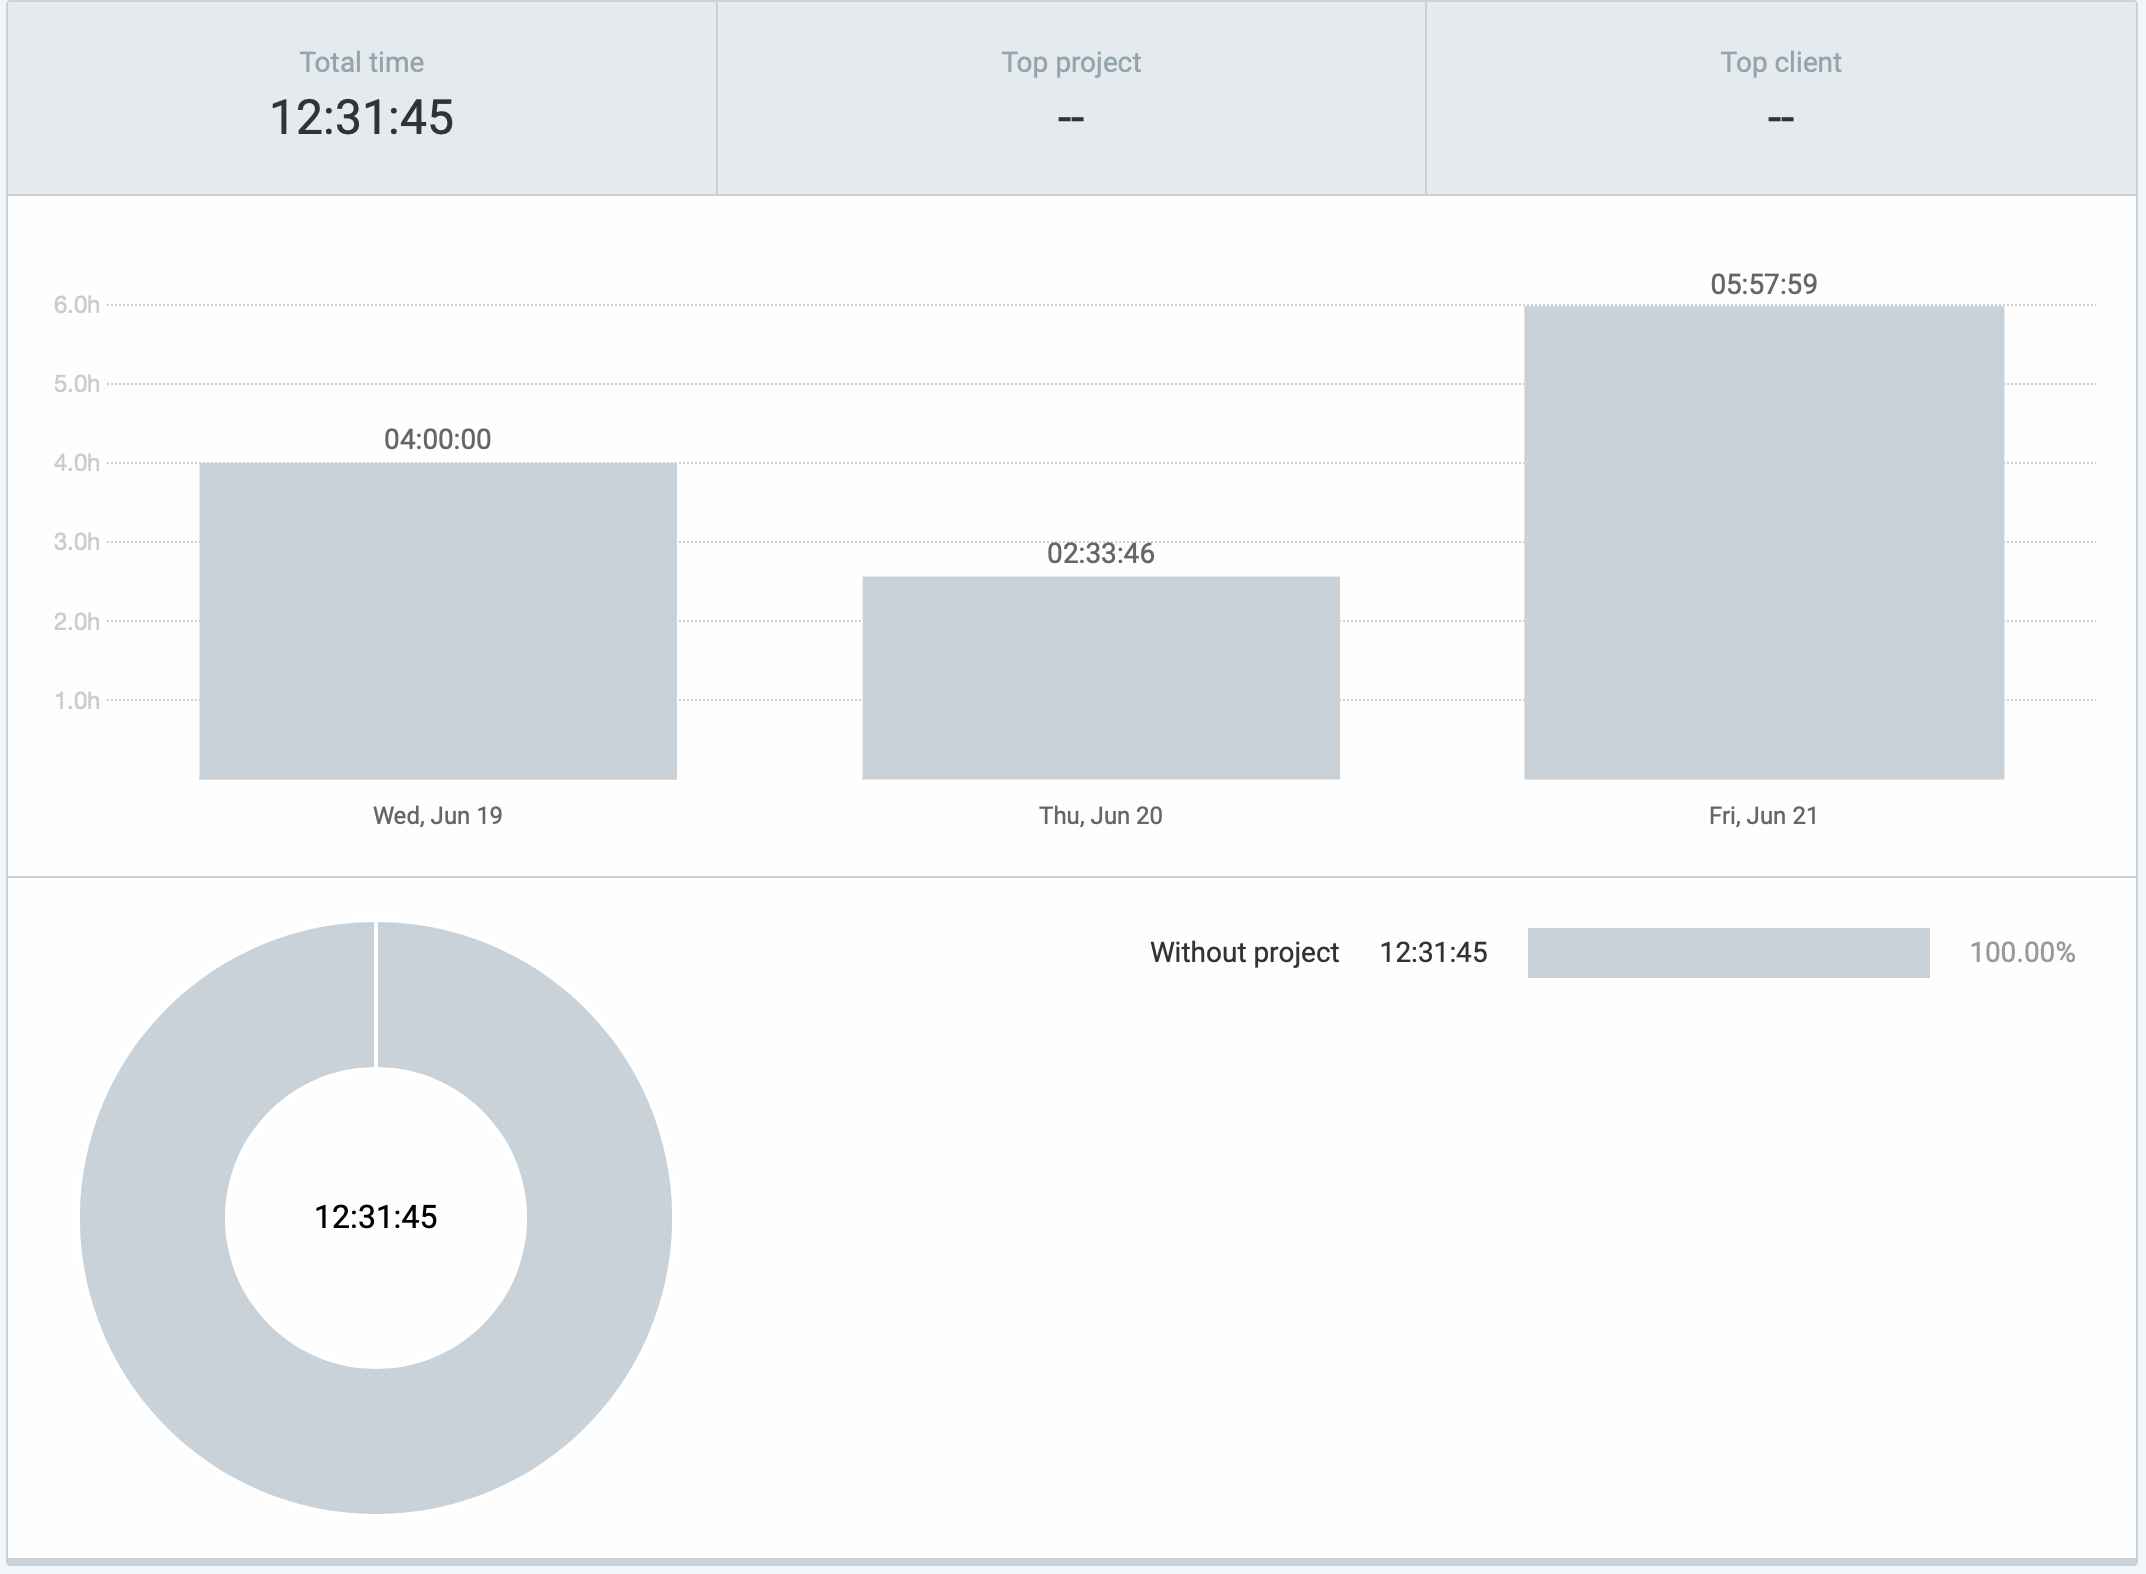 Total time
12:31:45
Top project
--
Top client
--
6.0h
5.0h
4.0h
3.0h
2.0h
1.0h
04:00:00
02:33:46
05:57:59
Wed, Jun 19
Thu, Jun 20
Fri, Jun 21
12:31:45
Without project 12:31:45 100.00%